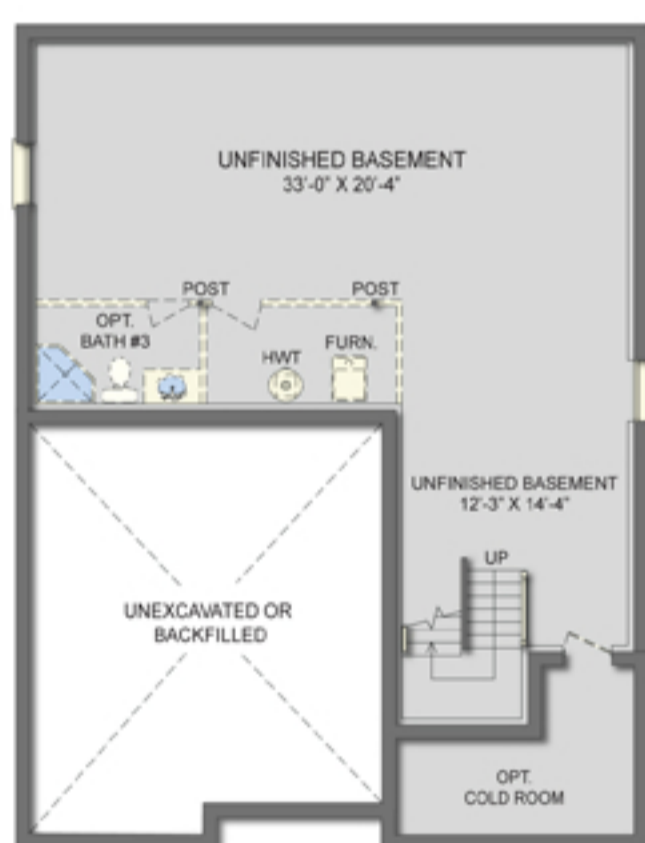 UNFINISHED BASEMENT
33'-0" X 20'-4"
POST
POST
OPT.
BATH #3
HWT
FURN.
UNFINISHED BASEMENT
12'-3" X 14'-4"
UP
UNEXCAVATED OR
BACKFILLED
OPT.
COLD ROOM